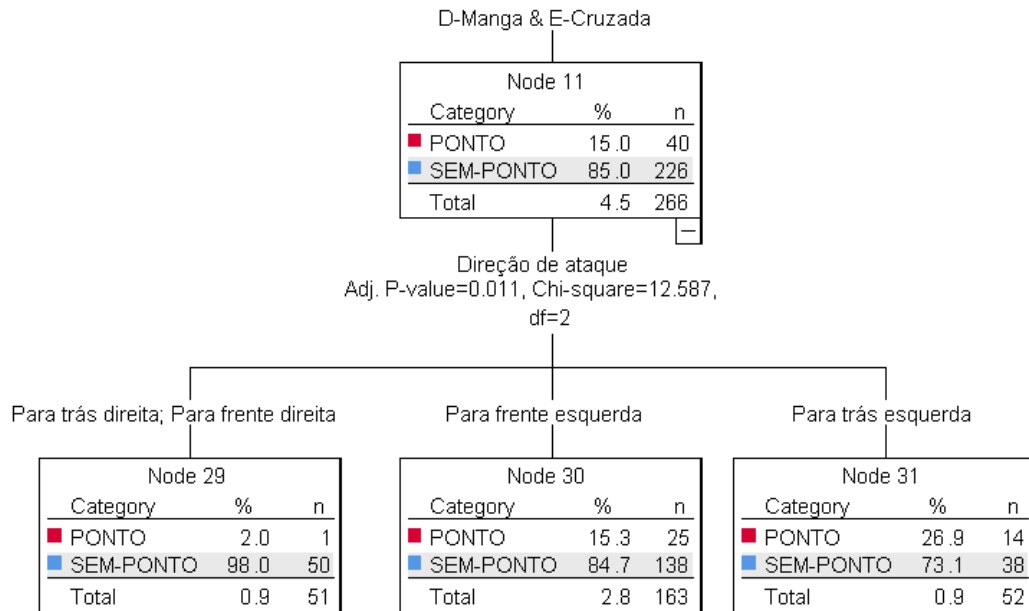 D-Manga & E-Cruzada
Node 11
Category % n
PONTO 15.0 40
SEM-PONTO 85.0 226
Total 4.5 266
Direção de ataque
Adj. P-value=0.011, Chi-square=12.587,
df=2
Para trás direita; Para frente direita
Para frente esquerda
Para trás esquerda
Node 29
Category % n
PONTO 2.0 1
SEM-PONTO 98.0 50
Total 0.9 51
Node 30
Category % n
PONTO 15.3 25
SEM-PONTO 84.7 138
Total 2.8 163
Node 31
Category % n
PONTO 26.9 14
SEM-PONTO 73.1 38
Total 0.9 52